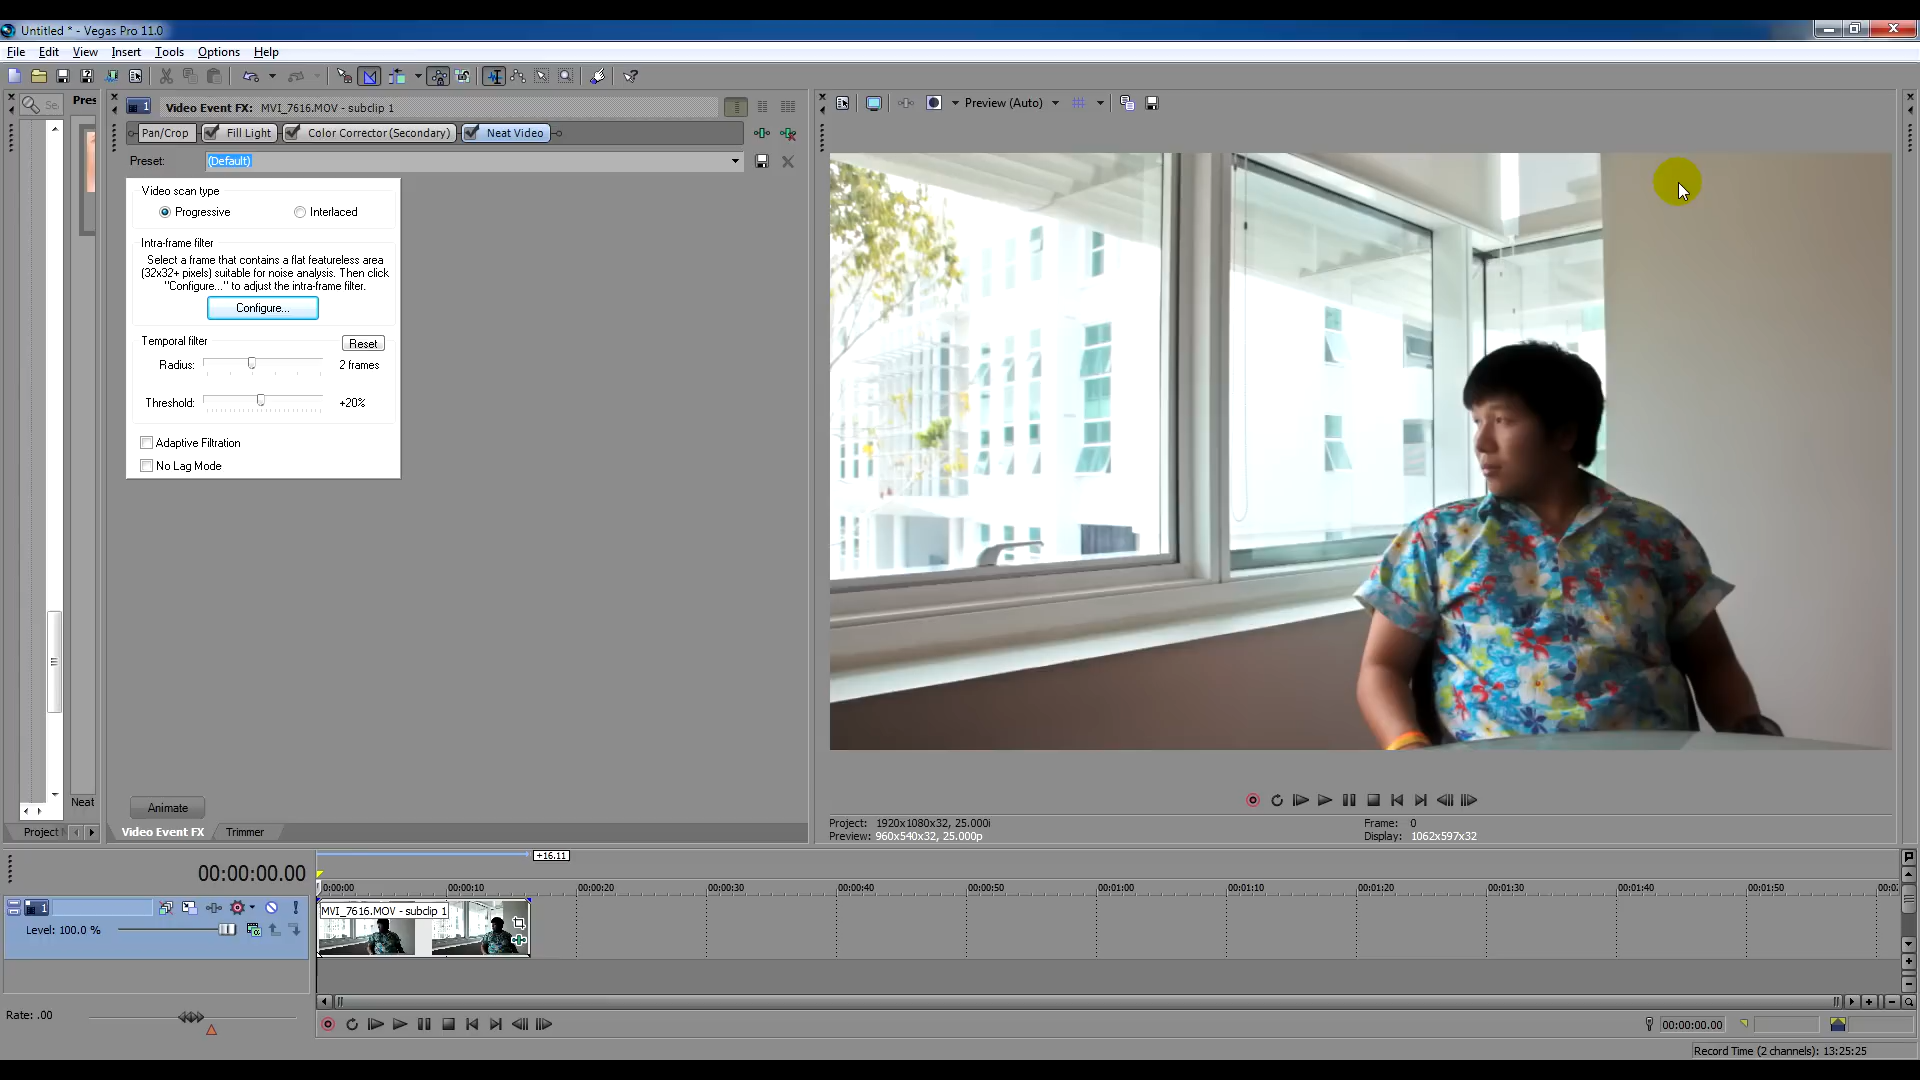 Untitled * - Vegas Pro 11.0
File Edit View Insert Tools Options Help
Pres
Video Event FX: MVI_7616.MOV - subclip 1
Preview (Auto)
Pan/Crop Fill Light Color Corrector (Secondary) Neat Video
Preset: (Default)
Video scan type
Progressive Interlaced
Intra-frame filter
Select a frame that contains a flat featureless area
(32x32+ pixels) suitable for noise analysis. Then click
"Configure..." to adjust the intra-frame filter.
Configure...
Temporal filter Reset
Radius: 2 frames
Threshold: +20%
Adaptive Filtration
No Lag Mode
Neat
Animate
Project
Video Event FX Trimmer
Project: 1920x1080x32, 25.000i
Preview: 960x540x32, 25.000p
Frame: 0
Display: 1062x597x32
+16.11
00:00:00.00
0:00:00 00:00:10 00:00:20 00:00:30 00:00:40 00:00:50 00:01:00 00:01:10 00:01:20 00:01:30 00:01:40 00:01:50
1
MVI_7616.MOV - subclip 1
Level: 100.0 %
Rate: .00
00:00:00.00
Record Time (2 channels): 13:25:25